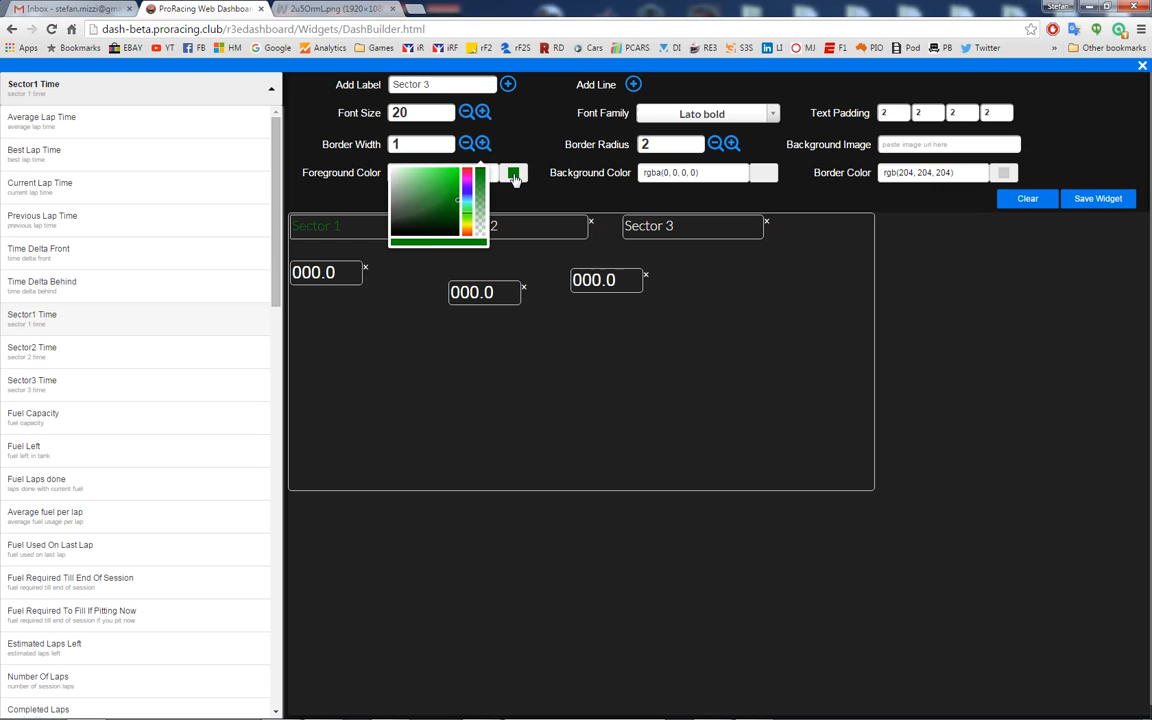 Inbox - stefan.mizzi@gm
ProRacing Web Dashboa
2u5OrmL.png (1920×108
Stefan
dash-beta.proracing.club/r3edashboard/Widgets/DashBuilder.html
Apps
Bookmarks
EBAY
YT
FB
HM
Google
Analytics
Games
iR
iRF
rF2
rF2S
RD
Cars
PCARS
DI
RE3
S3S
LI
MJ
F1
PIO
Pod
PB
Twitter
»
Other bookmarks
Sector1 Time
sector 1 time
Average Lap Time
average lap time
Best Lap Time
best lap time
Current Lap Time
current lap time
Previous Lap Time
previous lap time
Time Delta Front
time delta front
Time Delta Behind
time delta behind
Sector1 Time
sector 1 time
Sector2 Time
sector 2 time
Sector3 Time
sector 3 time
Fuel Capacity
fuel capacity
Fuel Left
fuel left in tank
Fuel Laps done
laps done with current fuel
Average fuel per lap
average fuel usage per lap
Fuel Used On Last Lap
fuel used on last lap
Fuel Required Till End Of Session
fuel required till end of session
Fuel Required To Fill If Pitting Now
fuel required till end of session if you pit now
Estimated Laps Left
estimated laps left
Number Of Laps
number of session laps
Completed Laps
Add Label
Sector 3
Add Line
Font Size
20
Font Family
Lato bold
Text Padding
2 2 2 2
Border Width
1
Border Radius
2
Background Image
paste image url here
Foreground Color
Background Color
rgba(0, 0, 0, 0)
Border Color
rgb(204, 204, 204)
Clear
Save Widget
Sector 1
2
×
Sector 3
×
000.0
×
000.0
×
000.0
×